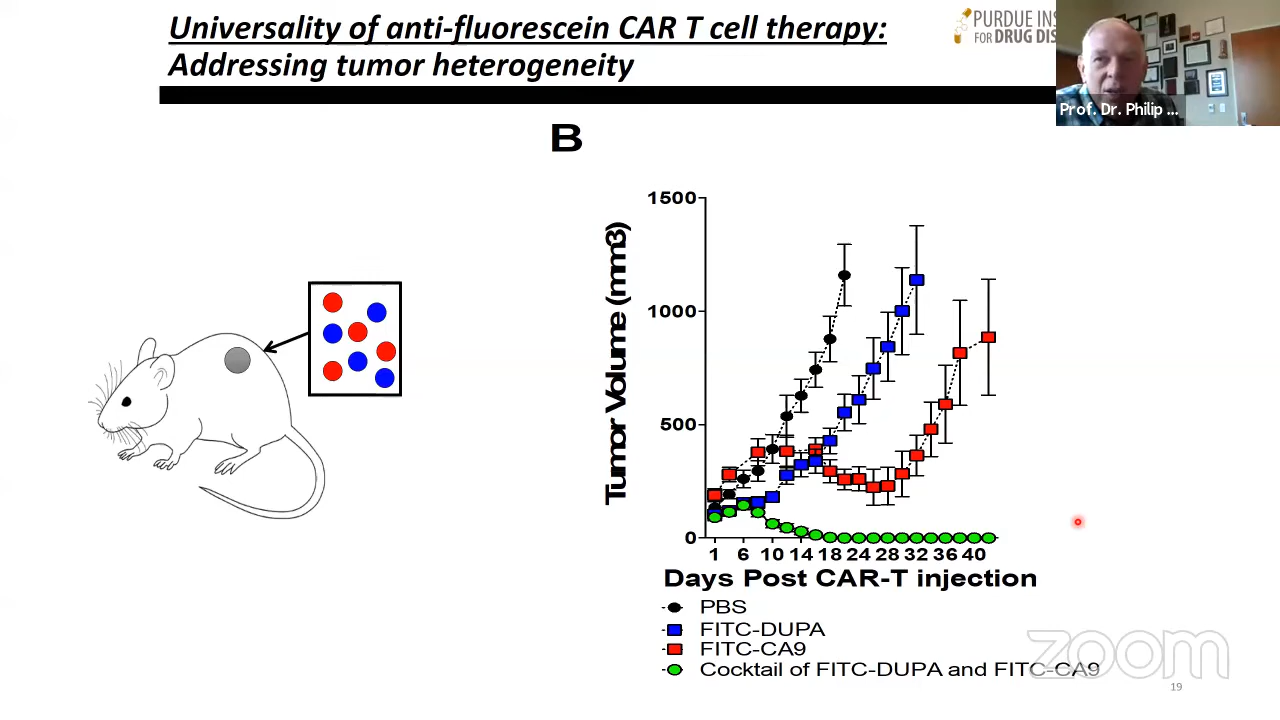 Universality of anti-fluorescein CAR T cell therapy:
Addressing tumor heterogeneity
PURDUE INS
FOR DRUG DIS
Prof. Dr. Philip ...
B
Tumor Volume (mm3)
1500
1000
500
0
1 6 10 14 18 24 28 32 36 40
Days Post CAR-T injection
PBS
FITC-DUPA
FITC-CA9
Cocktail of FITC-DUPA and FITC-CA9
zoom
19